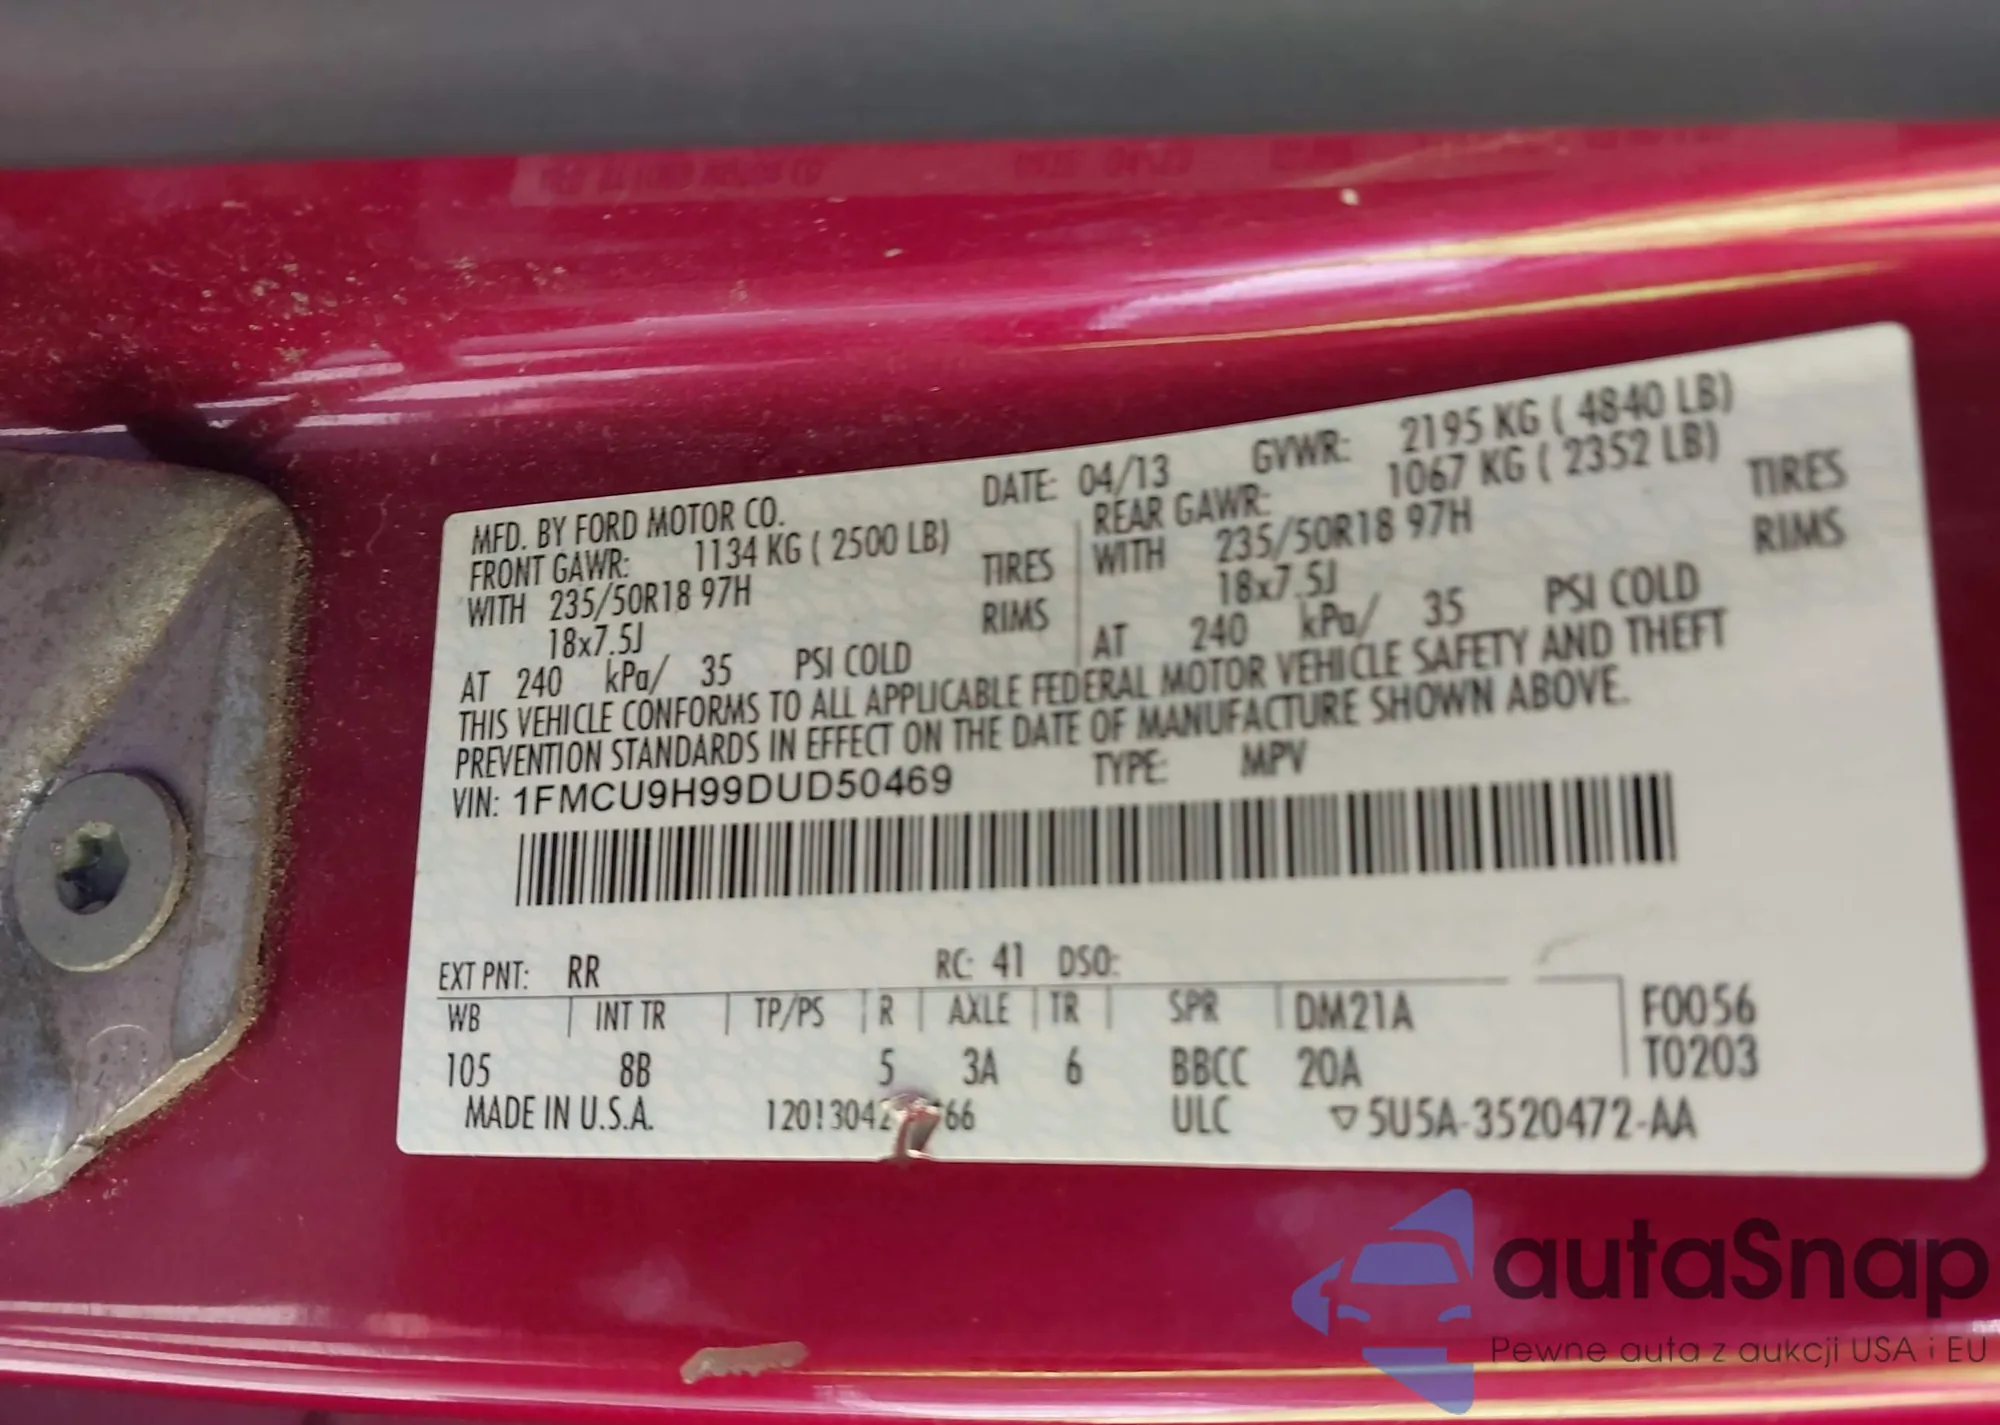 MFD. BY FORD MOTOR CO. DATE: 04/13 GVWR: 2195 KG ( 4840 LB)
FRONT GAWR: 1134 KG ( 2500 LB) REAR GAWR: 1067 KG ( 2352 LB)
WITH 235/50R18 97H TIRES WITH 235/50R18 97H TIRES
18x7.5J RIMS 18x7.5J RIMS
AT 240 kPa/ 35 PSI COLD AT 240 kPa/ 35 PSI COLD
THIS VEHICLE CONFORMS TO ALL APPLICABLE FEDERAL MOTOR VEHICLE SAFETY AND THEFT
PREVENTION STANDARDS IN EFFECT ON THE DATE OF MANUFACTURE SHOWN ABOVE.
VIN: 1FMCU9H99DUD50469 TYPE: MPV
EXT PNT: RR RC: 41 DSO:
WB INT TR TP/PS R AXLE TR SPR DM21A F0056
105 8B 5 3A 6 BBCC 20A T0203
MADE IN U.S.A. ULC ▽5U5A-3520472-AA
autaSnap
Pewne auta z aukcji USA i EU